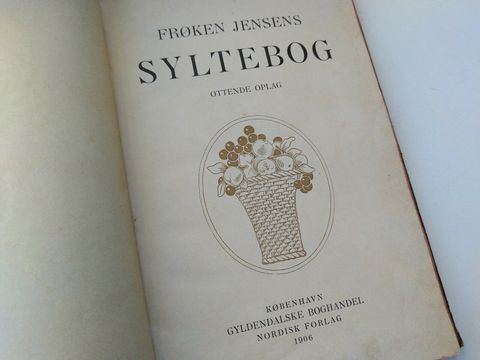 FRØKEN JENSENS
SYLTEBOG
OTTENDE OPLAG
KØBENHAVN
GYLDENDALSKE BOGHANDEL
NORDISK FORLAG
1906